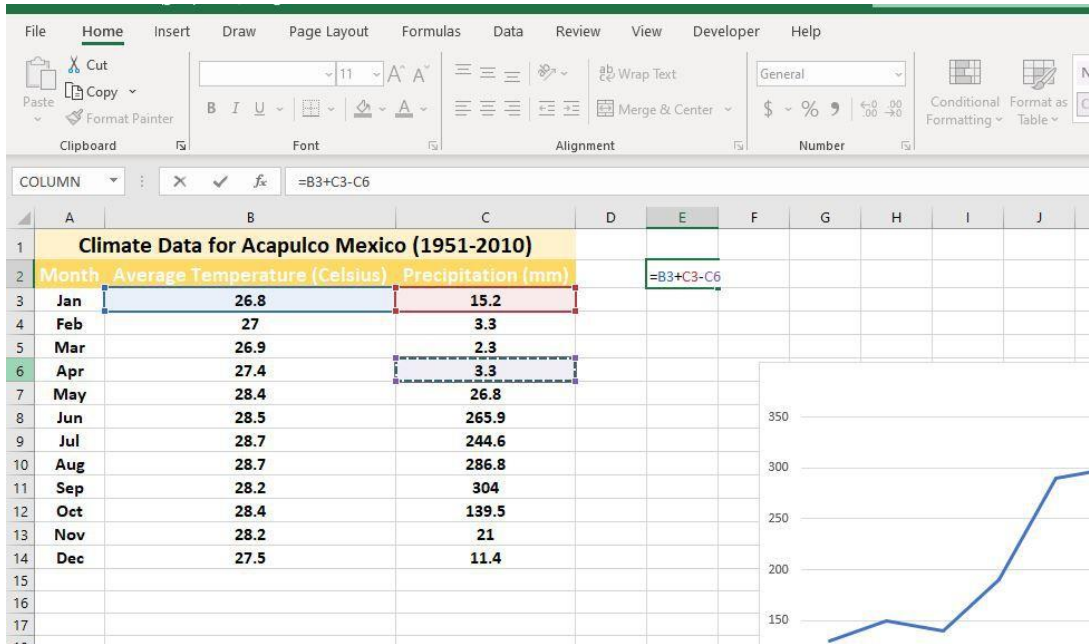 File Home Insert Draw Page Layout Formulas Data Review View Developer Help
Cut
Copy
Paste
Format Painter
11 A^ A
B I U A
ab Wrap Text
Merge & Center
General
$ % 9
Conditional Formatting
Format as Table
Clipboard Font Alignment Number
COLUMN fx =B3+C3-C6
A B C D E F G H I J
1 Climate Data for Acapulco Mexico (1951-2010)
2 Month Average Temperature (Celsius) Precipitation (mm) =B3+C3-C6
3 Jan 26.8 15.2
4 Feb 27 3.3
5 Mar 26.9 2.3
6 Apr 27.4 3.3
7 May 28.4 26.8
8 Jun 28.5 265.9
9 Jul 28.7 244.6
10 Aug 28.7 286.8
11 Sep 28.2 304
12 Oct 28.4 139.5
13 Nov 28.2 21
14 Dec 27.5 11.4
15
16
17
350
300
250
200
150